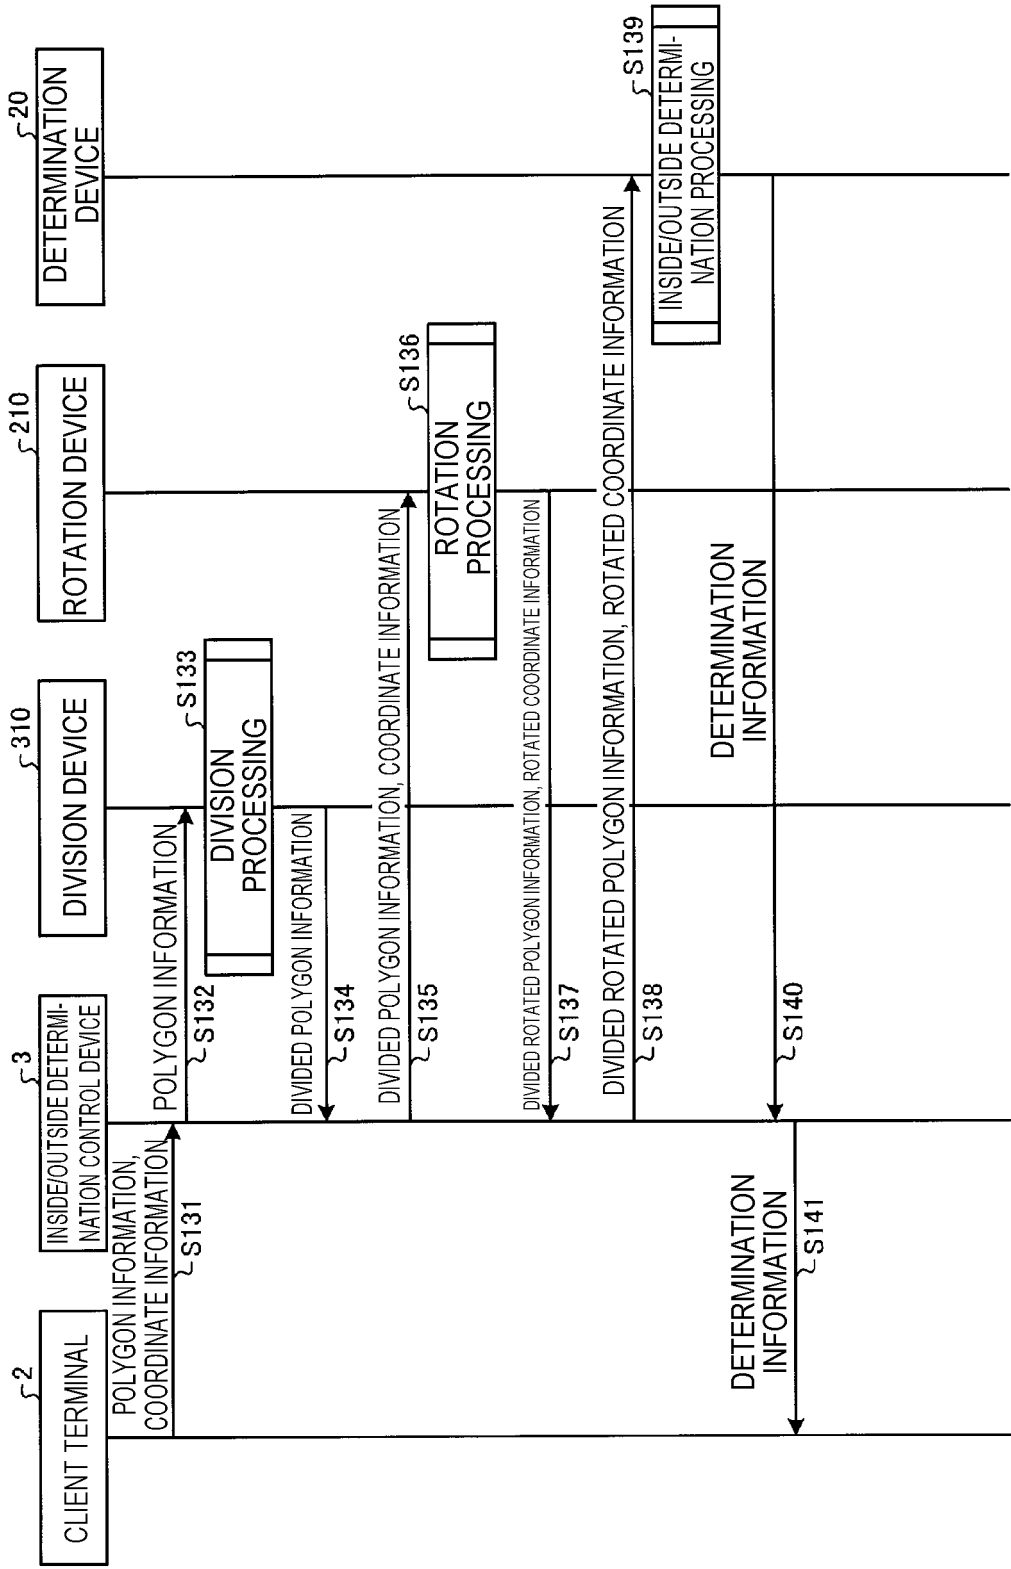 2
CLIENT TERMINAL
3
INSIDE/OUTSIDE DETERMI-
NATION CONTROL DEVICE
310
DIVISION DEVICE
210
ROTATION DEVICE
20
DETERMINATION
DEVICE
POLYGON INFORMATION,
COORDINATE INFORMATION
S131
POLYGON INFORMATION
S132
S133
DIVISION
PROCESSING
DIVIDED POLYGON INFORMATION
S134
DIVIDED POLYGON INFORMATION, COORDINATE INFORMATION
S135
S136
ROTATION
PROCESSING
DIVIDED ROTATED POLYGON INFORMATION, ROTATED COORDINATE INFORMATION
S137
DIVIDED ROTATED POLYGON INFORMATION, ROTATED COORDINATE INFORMATION
S138
S139
INSIDE/OUTSIDE DETERMI-
NATION PROCESSING
DETERMINATION
INFORMATION
S140
DETERMINATION
INFORMATION
S141